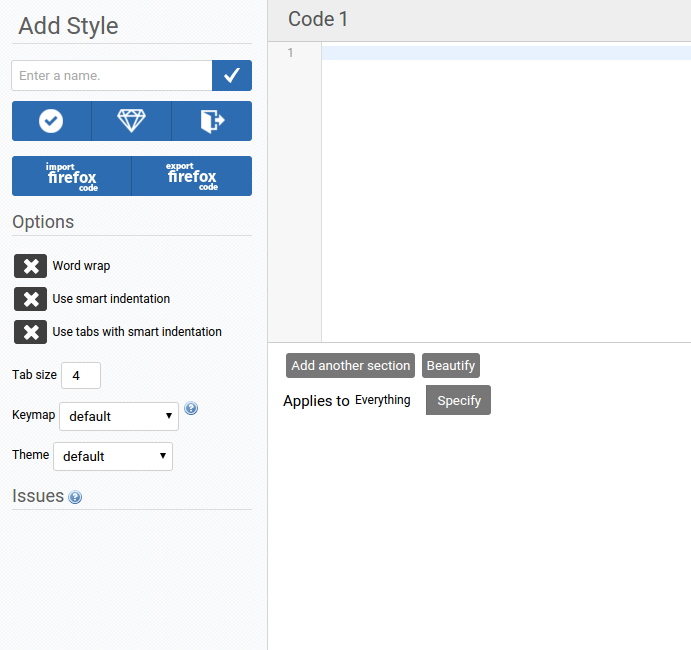 Add Style
Enter a name.
import
firefox
code
export
firefox
code
Options
Word wrap
Use smart indentation
Use tabs with smart indentation
Tab size 4
Keymap default
Theme default
Issues
Code 1
1
Add another section Beautify
Applies to Everything Specify